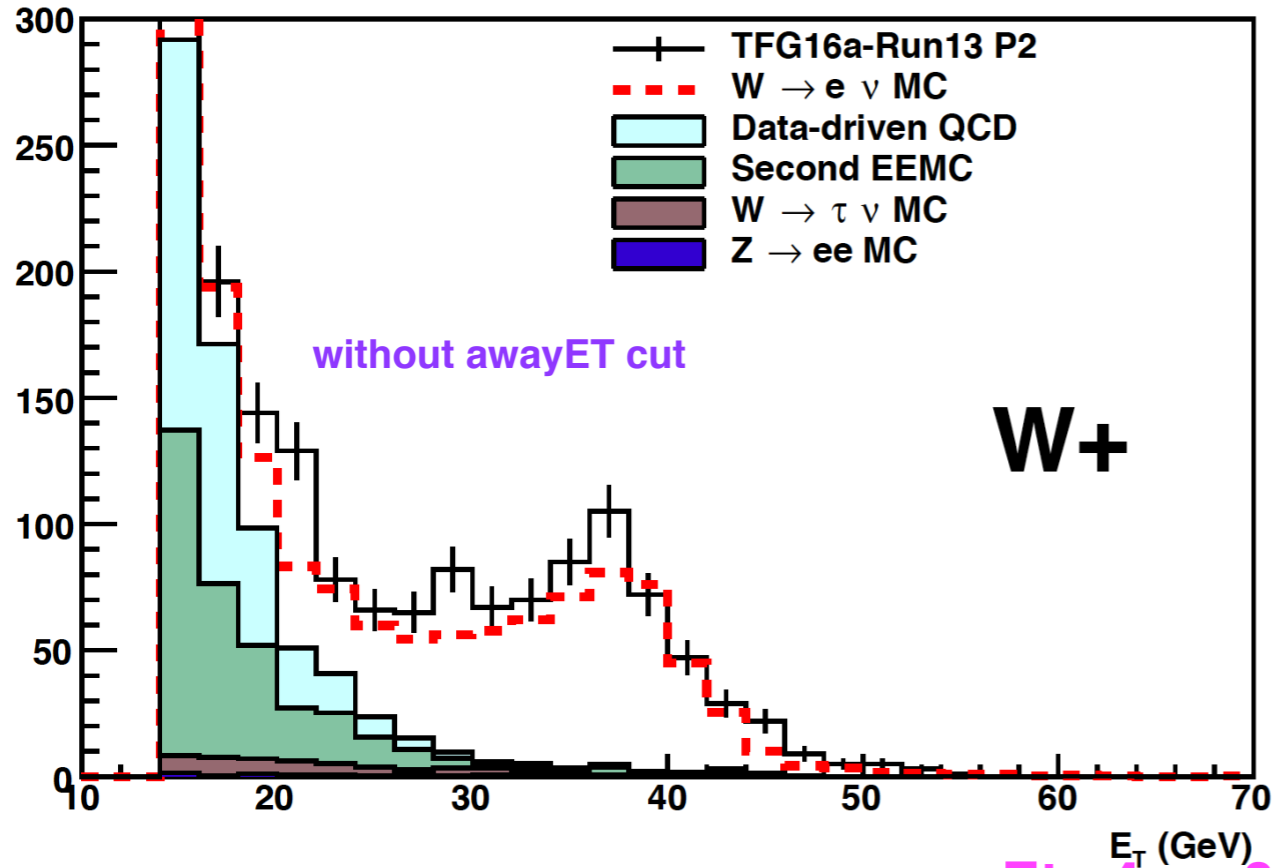 300
250
200
150
100
50
0
TFG16a-Run13 P2
W → e ν MC
Data-driven QCD
Second EEMC
W → τ ν MC
Z → ee MC
without awayET cut
W+
10 20 30 40 50 60 70
E_T (GeV)